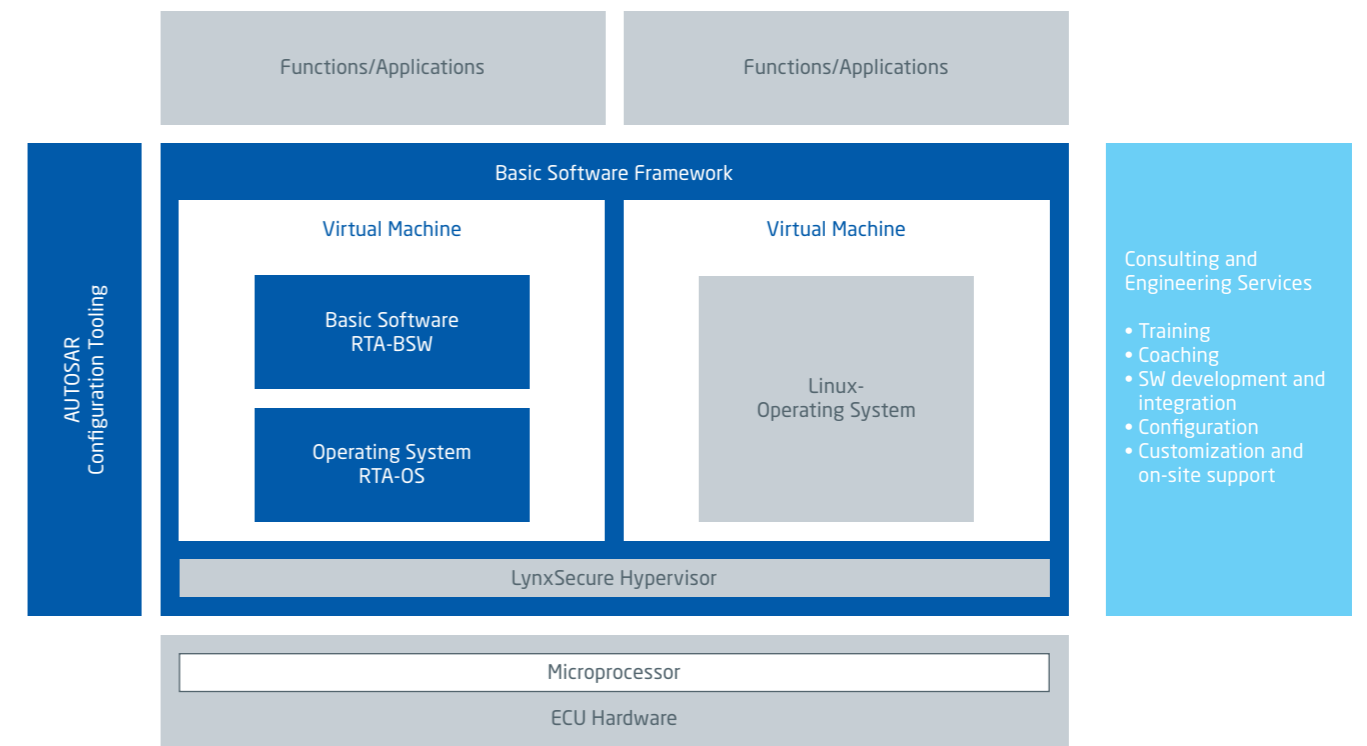 Functions/Applications
Functions/Applications
AUTOSAR
Configuration Tooling
Basic Software Framework
Virtual Machine
Basic Software
RTA-BSW
Operating System
RTA-OS
Virtual Machine
Linux-
Operating System
LynxSecure Hypervisor
Microprocessor
ECU Hardware
Consulting and
Engineering Services
• Training
• Coaching
• SW development and
integration
• Configuration
• Customization and
on-site support